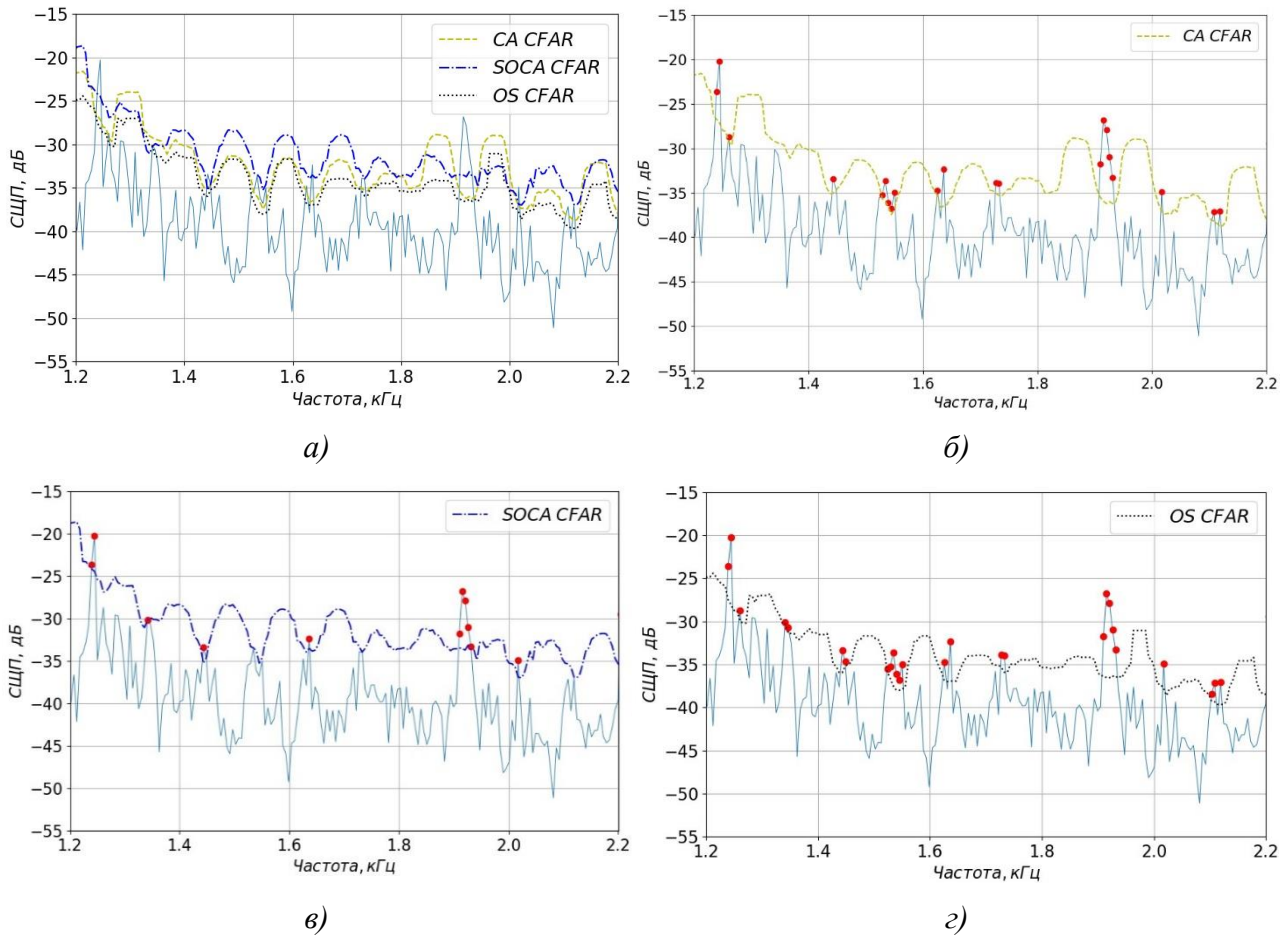 −15
−20
−25
−30
−35
−40
−45
−50
−55
СЩП, дБ
CA CFAR
SOCA CFAR
OS CFAR
1.2 1.4 1.6 1.8 2.0 2.2
Частота, кГц
а)
−15
−20
−25
−30
−35
−40
−45
−50
−55
СЩП, дБ
CA CFAR
1.2 1.4 1.6 1.8 2.0 2.2
Частота, кГц
б)
−15
−20
−25
−30
−35
−40
−45
−50
−55
СЩП, дБ
SOCA CFAR
1.2 1.4 1.6 1.8 2.0 2.2
Частота, кГц
в)
−15
−20
−25
−30
−35
−40
−45
−50
−55
СЩП, дБ
OS CFAR
1.2 1.4 1.6 1.8 2.0 2.2
Частота, кГц
г)